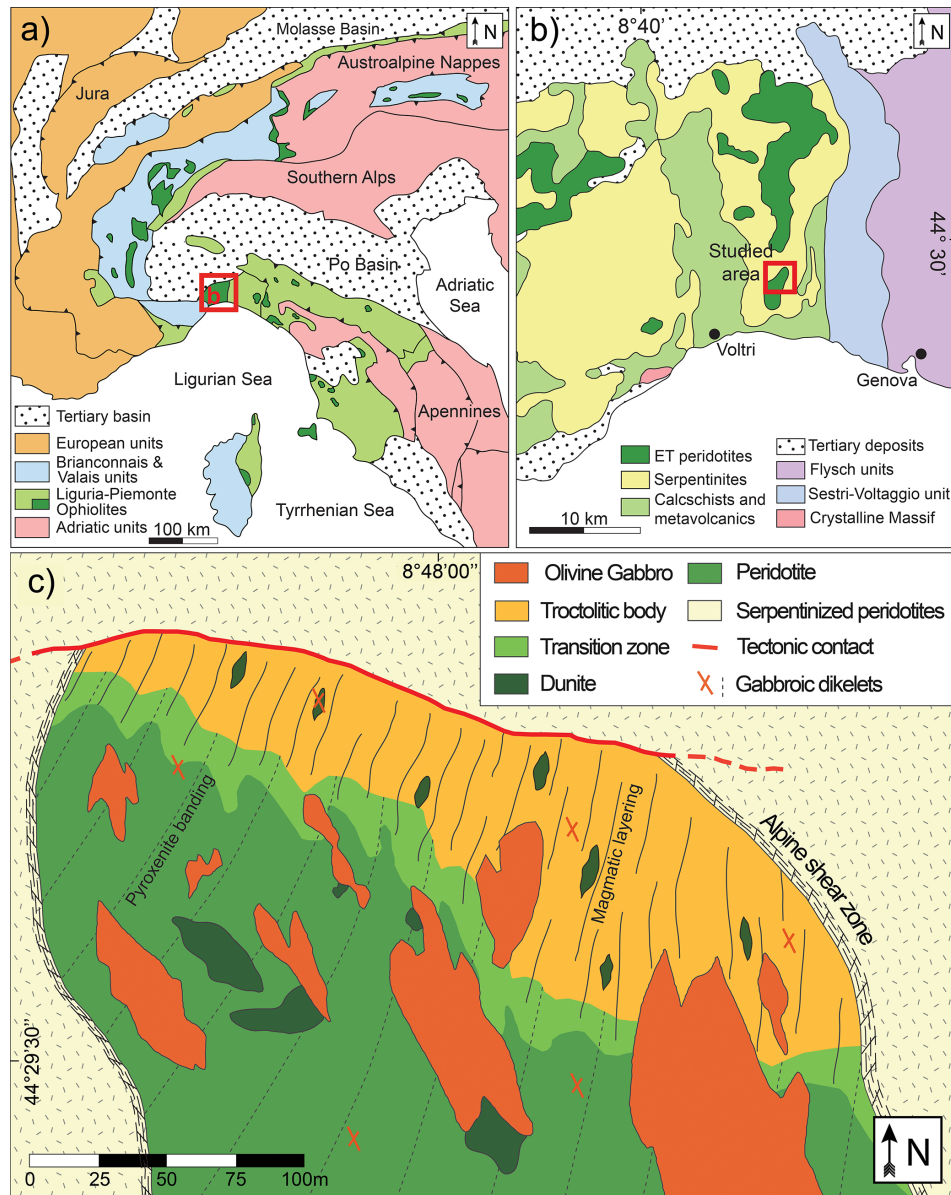 a)
N
Molasse Basin
Austroalpine Nappes
Jura
Southern Alps
Po Basin
Adriatic
Sea
b
Ligurian Sea
Apennines
Tyrrhenian Sea
Tertiary basin
European units
Brianconnais &
Valais units
Liguria-Piemonte
Ophiolites
Adriatic units
100 km
b)
8°40'
N
44° 30'
Studied
area
Voltri
Genova
ET peridotites
Serpentinites
Calcschists and
metavolcanics
Tertiary deposits
Flysch units
Sestri-Voltaggio unit
Crystalline Massif
10 km
c)
8°48'00''
Olivine Gabbro
Troctolitic body
Transition zone
Dunite
Peridotite
Serpentinized peridotites
Tectonic contact
Gabbroic dikelets
Pyroxenite banding
Magmatic layering
Alpine shear zone
44°29'30''
0 25 50 75 100m
N